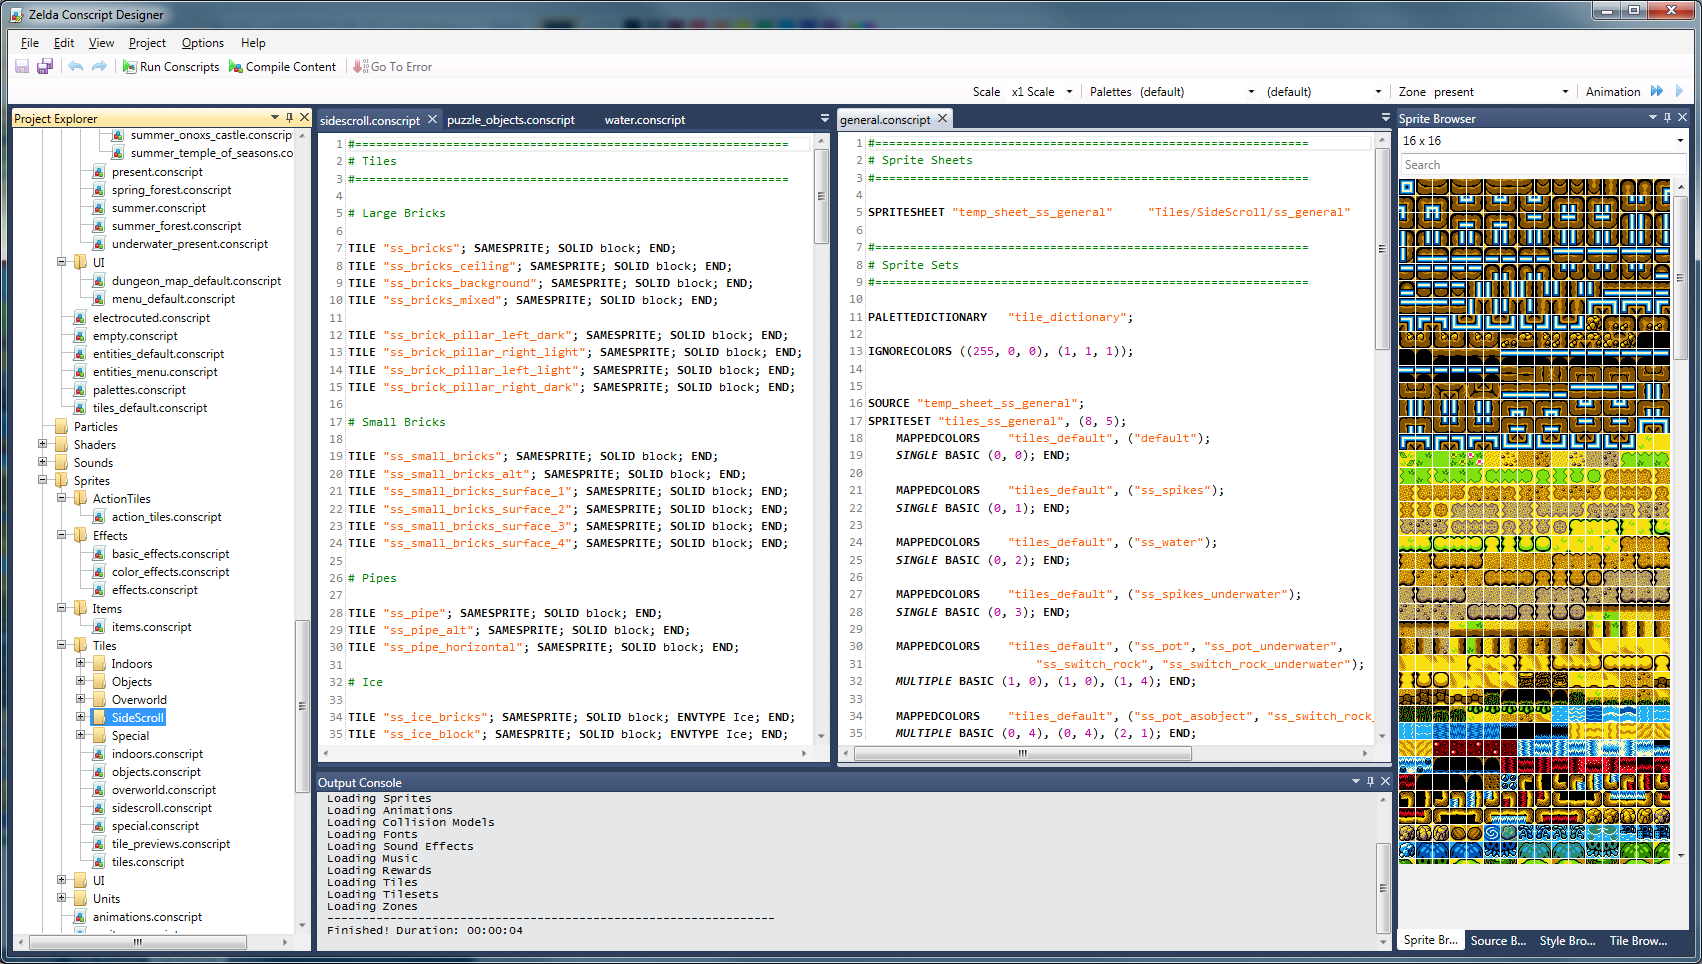 Zelda Conscript Designer
File Edit View Project Options Help
Run Conscripts Compile Content Go To Error
Scale x1 Scale Palettes (default) (default) Zone present Animation
Project Explorer
summer_onoxs_castle.conscrip
summer_temple_of_seasons.co
present.conscript
spring_forest.conscript
summer.conscript
summer_forest.conscript
underwater_present.conscript
UI
dungeon_map_default.conscript
menu_default.conscript
electrocuted.conscript
empty.conscript
entities_default.conscript
entities_menu.conscript
palettes.conscript
tiles_default.conscript
Particles
Shaders
Sounds
Sprites
ActionTiles
action_tiles.conscript
Effects
basic_effects.conscript
color_effects.conscript
effects.conscript
Items
items.conscript
Tiles
Indoors
Objects
Overworld
SideScroll
Special
indoors.conscript
objects.conscript
overworld.conscript
sidescroll.conscript
special.conscript
tile_previews.conscript
tiles.conscript
UI
Units
animations.conscript
sidescroll.conscript puzzle_objects.conscript water.conscript
1 #==============================================================
2 # Tiles
3 #==============================================================
4
5 # Large Bricks
6
7 TILE "ss_bricks"; SAMESPRITE; SOLID block; END;
8 TILE "ss_bricks_ceiling"; SAMESPRITE; SOLID block; END;
9 TILE "ss_bricks_background"; SAMESPRITE; SOLID block; END;
10 TILE "ss_bricks_mixed"; SAMESPRITE; SOLID block; END;
11
12 TILE "ss_brick_pillar_left_dark"; SAMESPRITE; SOLID block; END;
13 TILE "ss_brick_pillar_right_light"; SAMESPRITE; SOLID block; END;
14 TILE "ss_brick_pillar_left_light"; SAMESPRITE; SOLID block; END;
15 TILE "ss_brick_pillar_right_dark"; SAMESPRITE; SOLID block; END;
16
17 # Small Bricks
18
19 TILE "ss_small_bricks"; SAMESPRITE; SOLID block; END;
20 TILE "ss_small_bricks_alt"; SAMESPRITE; SOLID block; END;
21 TILE "ss_small_bricks_surface_1"; SAMESPRITE; SOLID block; END;
22 TILE "ss_small_bricks_surface_2"; SAMESPRITE; SOLID block; END;
23 TILE "ss_small_bricks_surface_3"; SAMESPRITE; SOLID block; END;
24 TILE "ss_small_bricks_surface_4"; SAMESPRITE; SOLID block; END;
25
26 # Pipes
27
28 TILE "ss_pipe"; SAMESPRITE; SOLID block; END;
29 TILE "ss_pipe_alt"; SAMESPRITE; SOLID block; END;
30 TILE "ss_pipe_horizontal"; SAMESPRITE; SOLID block; END;
31
32 # Ice
33
34 TILE "ss_ice_bricks"; SAMESPRITE; SOLID block; ENVTYPE Ice; END;
35 TILE "ss_ice_block"; SAMESPRITE; SOLID block; ENVTYPE Ice; END;
general.conscript
1 #==============================================================
2 # Sprite Sheets
3 #==============================================================
4
5 SPRITESHEET "temp_sheet_ss_general" "Tiles/SideScroll/ss_general"
6
7 #==============================================================
8 # Sprite Sets
9 #==============================================================
10
11 PALETTEDICTIONARY "tile_dictionary";
12
13 IGNORECOLORS ((255, 0, 0), (1, 1, 1));
14
15
16 SOURCE "temp_sheet_ss_general";
17 SPRITESET "tiles_ss_general", (8, 5);
18 MAPPEDCOLORS "tiles_default", ("default");
19 SINGLE BASIC (0, 0); END;
20
21 MAPPEDCOLORS "tiles_default", ("ss_spikes");
22 SINGLE BASIC (0, 1); END;
23
24 MAPPEDCOLORS "tiles_default", ("ss_water");
25 SINGLE BASIC (0, 2); END;
26
27 MAPPEDCOLORS "tiles_default", ("ss_spikes_underwater");
28 SINGLE BASIC (0, 3); END;
29
30 MAPPEDCOLORS "tiles_default", ("ss_pot", "ss_pot_underwater",
31 "ss_switch_rock", "ss_switch_rock_underwater");
32 MULTIPLE BASIC (1, 0), (1, 0), (1, 4); END;
33
34 MAPPEDCOLORS "tiles_default", ("ss_pot_asobject", "ss_switch_rock_
35 MULTIPLE BASIC (0, 4), (0, 4), (2, 1); END;
Output Console
Loading Sprites
Loading Animations
Loading Collision Models
Loading Fonts
Loading Sound Effects
Loading Music
Loading Rewards
Loading Tiles
Loading Tilesets
Loading Zones
----------------------------------------------------------------
Finished! Duration: 00:00:04
Sprite Browser
16 x 16
Search
Sprite Br... Source B... Style Bro... Tile Brow...